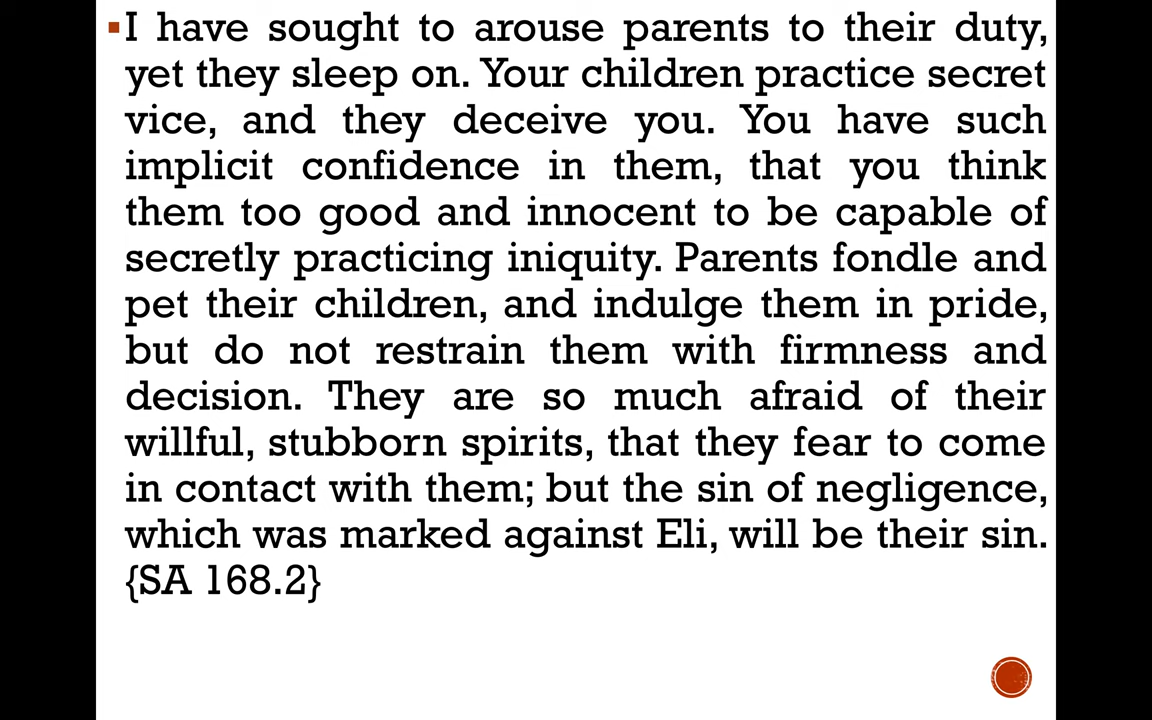 I have sought to arouse parents to their duty,
yet they sleep on. Your children practice secret
vice, and they deceive you. You have such
implicit confidence in them, that you think
them too good and innocent to be capable of
secretly practicing iniquity. Parents fondle and
pet their children, and indulge them in pride,
but do not restrain them with firmness and
decision. They are so much afraid of their
willful, stubborn spirits, that they fear to come
in contact with them; but the sin of negligence,
which was marked against Eli, will be their sin.
{SA 168.2}